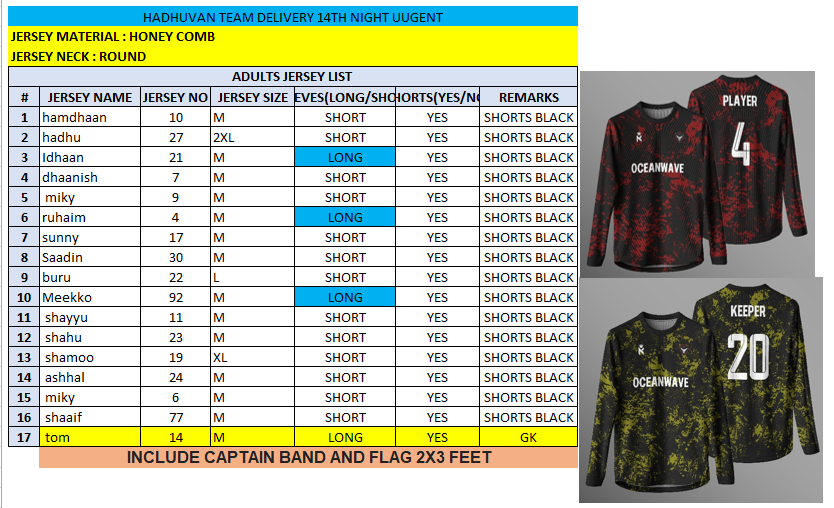 HADHUVAN TEAM DELIVERY 14TH NIGHT UUGENT
JERSEY MATERIAL : HONEY COMB
JERSEY NECK : ROUND
ADULTS JERSEY LIST
# JERSEY NAME JERSEY NO JERSEY SIZE EVES(LONG/SHO HORTS(YES/NO REMARKS
1 hamdhaan 10 M SHORT YES SHORTS BLACK
2 hadhu 27 2XL SHORT YES SHORTS BLACK
3 Idhaan 21 M LONG YES SHORTS BLACK
4 dhaanish 7 M SHORT YES SHORTS BLACK
5 miky 9 M SHORT YES SHORTS BLACK
6 ruhaim 4 M LONG YES SHORTS BLACK
7 sunny 17 M SHORT YES SHORTS BLACK
8 Saadin 30 M SHORT YES SHORTS BLACK
9 buru 22 L SHORT YES SHORTS BLACK
10 Meekko 92 M LONG YES SHORTS BLACK
11 shayyu 11 M SHORT YES SHORTS BLACK
12 shahu 23 M SHORT YES SHORTS BLACK
13 shamoo 19 XL SHORT YES SHORTS BLACK
14 ashhal 24 M SHORT YES SHORTS BLACK
15 miky 6 M SHORT YES SHORTS BLACK
16 shaaif 77 M SHORT YES SHORTS BLACK
17 tom 14 M LONG YES GK
INCLUDE CAPTAIN BAND AND FLAG 2X3 FEET
PLAYER
4
OCEANWAVE
KEEPER
20
OCEANWAVE